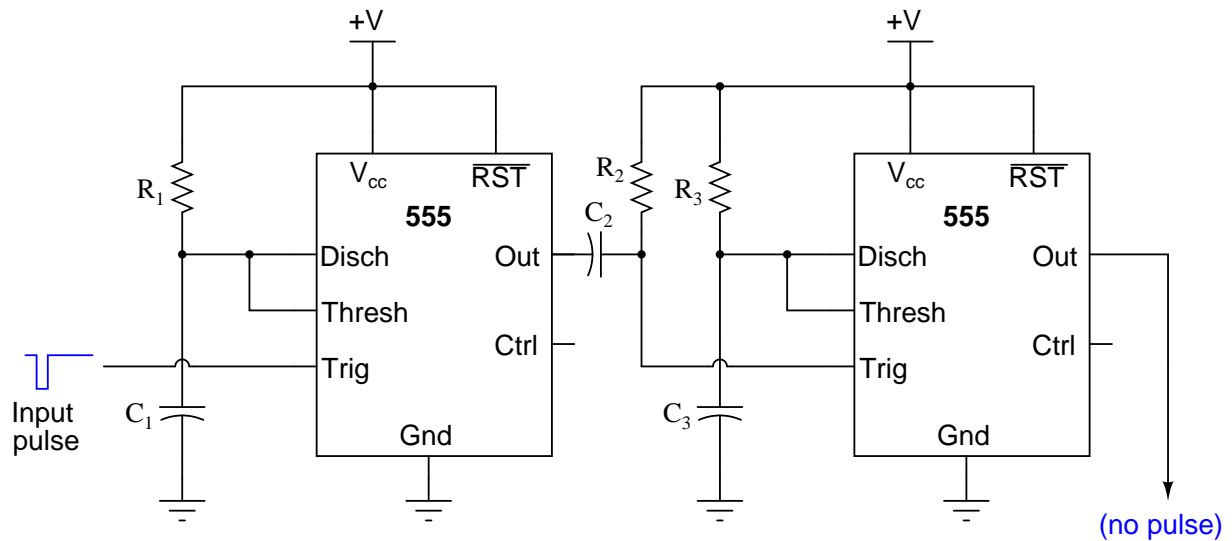 +V
+V
R1
Vcc
RST
555
Disch
Thresh
Trig
Out
Ctrl
Gnd
C1
Input
pulse
C2
R2
R3
Vcc
RST
555
Disch
Thresh
Trig
Out
Ctrl
Gnd
C3
(no pulse)